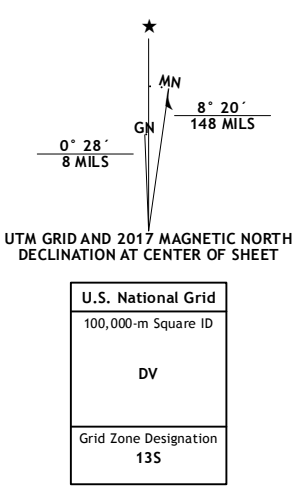 ★
MN
8° 20´
148 MILS
GN
0° 28´
8 MILS
UTM GRID AND 2017 MAGNETIC NORTH
DECLINATION AT CENTER OF SHEET
U.S. National Grid
100,000-m Square ID
DV
Grid Zone Designation
13S